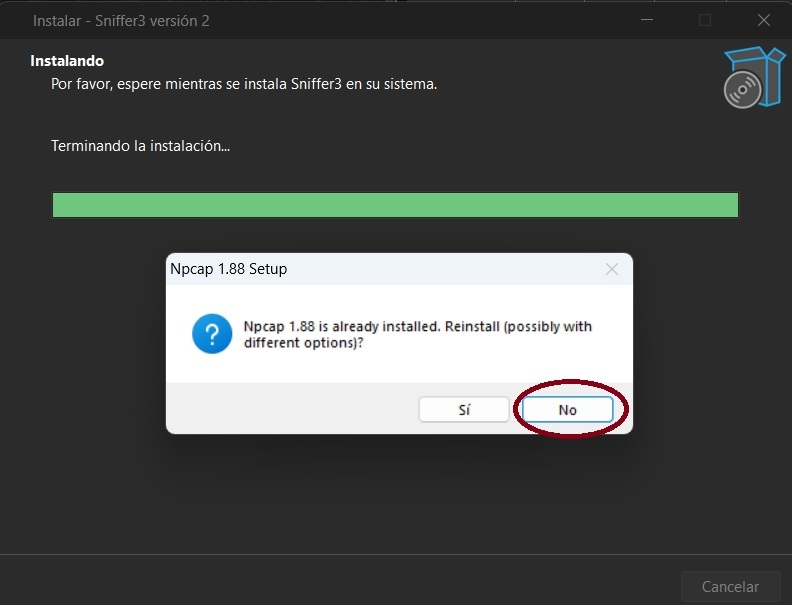 Instalar - Sniffer3 versión 2
Instalando
Por favor, espere mientras se instala Sniffer3 en su sistema.
Terminando la instalación...
Npcap 1.88 Setup
Npcap 1.88 is already installed. Reinstall (possibly with
different options)?
Sí
No
Cancelar